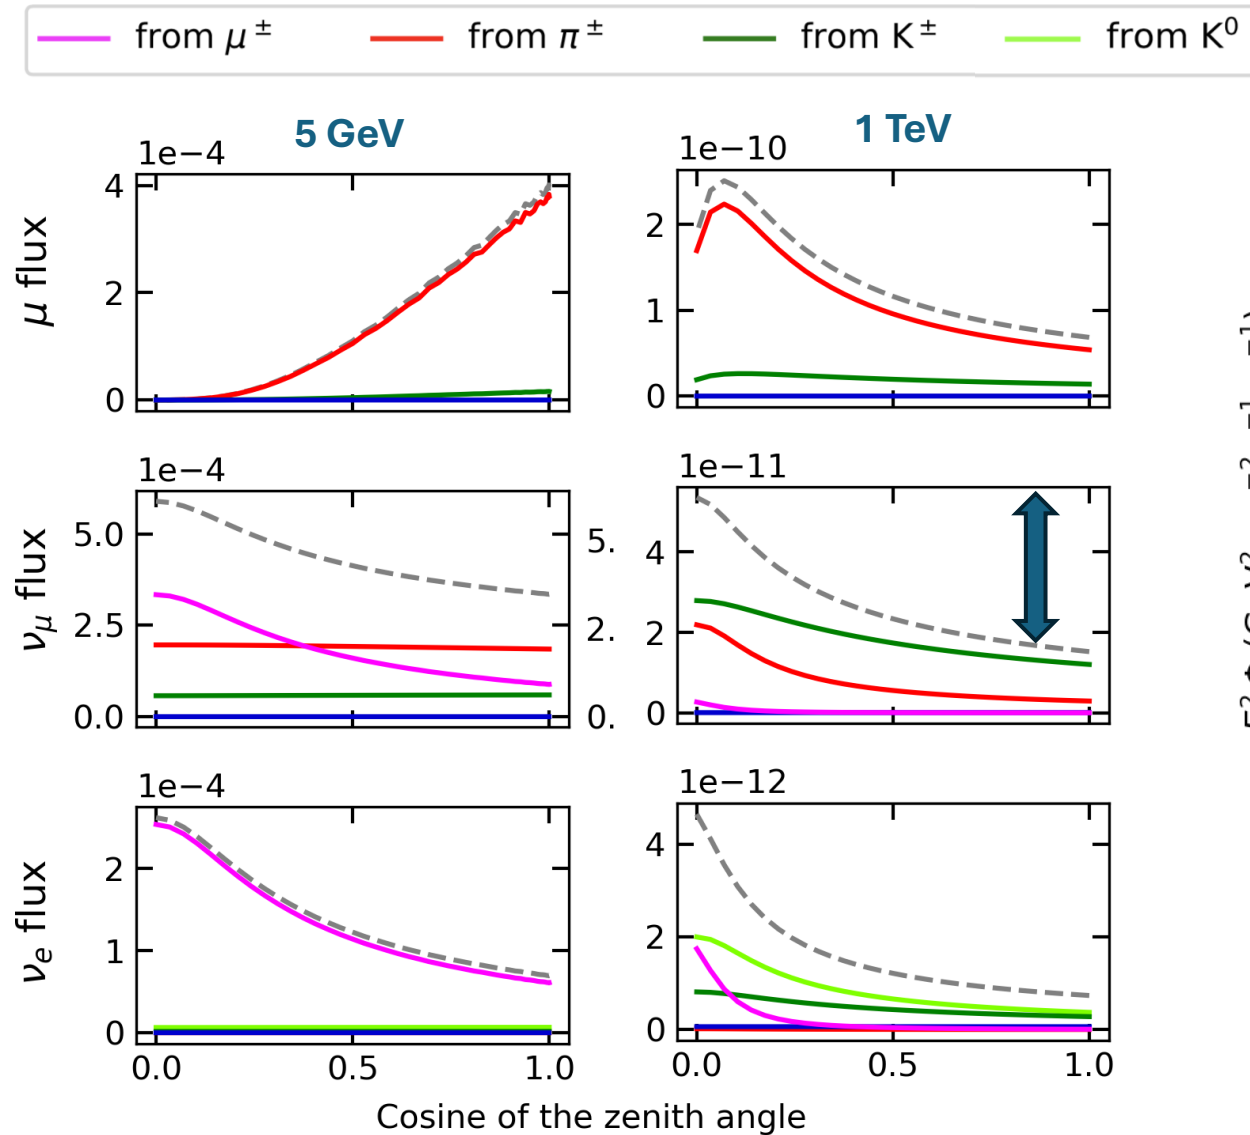 from μ± from π± from K± from K⁰
5 GeV 1 TeV
1e−4 1e−10
μ flux
4
2
0
2
1
0
1e−4 1e−11
νμ flux
5.0
2.5
0.0
5.
2.
0.
4
2
0
1e−4 1e−12
νe flux
2
1
0
4
2
0
0.0 0.5 1.0 0.0 0.5 1.0
Cosine of the zenith angle